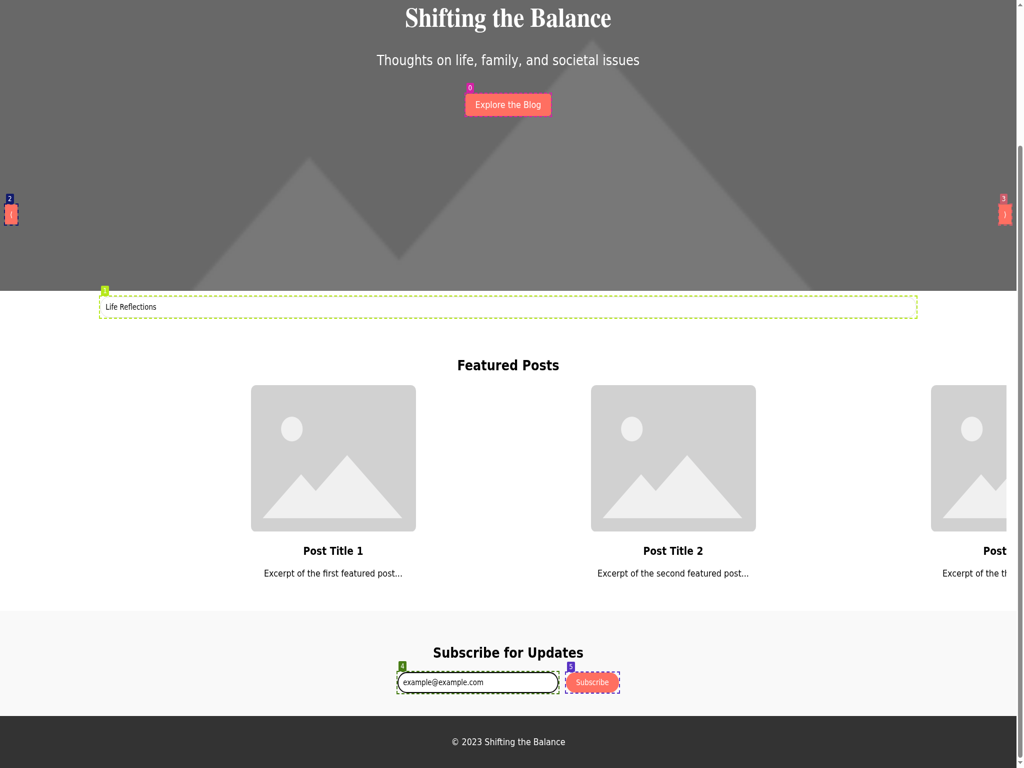 Shifting the Balance
Thoughts on life, family, and societal issues
0
Explore the Blog
2
3
⟨
⟩
1
Life Reflections
Featured Posts
Post Title 1
Post Title 2
Post
Excerpt of the first featured post...
Excerpt of the second featured post...
Excerpt of the th
Subscribe for Updates
4
5
example@example.com
Subscribe
© 2023 Shifting the Balance